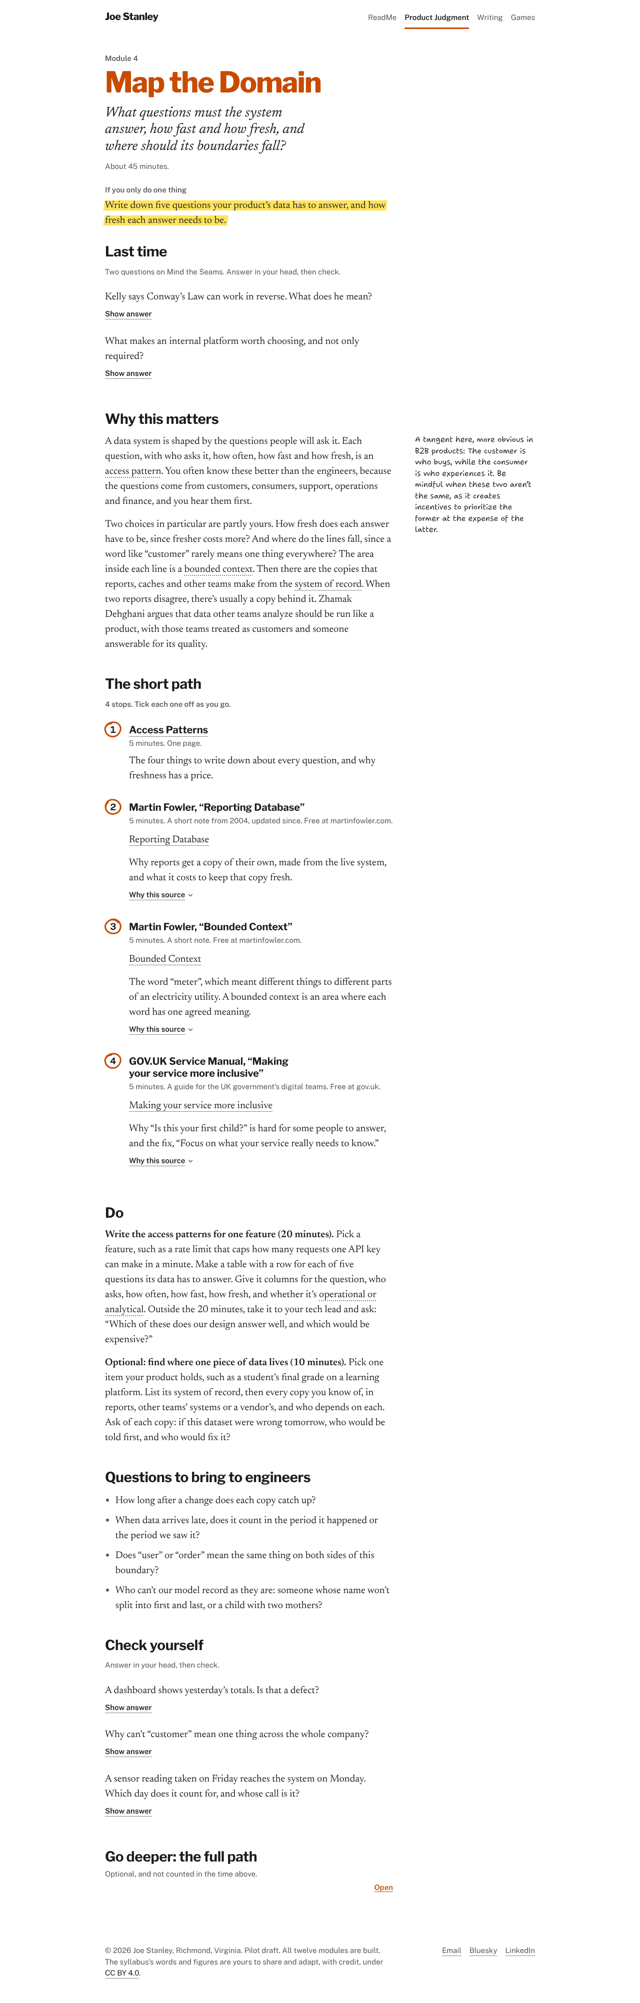 Joe Stanley
ReadMe Product Judgment Writing Games
Module 4
Map the Domain
What questions must the system
answer, how fast and how fresh, and
where should its boundaries fall?
About 45 minutes.
If you only do one thing
Write down five questions your product’s data has to answer, and how
fresh each answer needs to be.
Last time
Two questions on Mind the Seams. Answer in your head, then check.
Kelly says Conway’s Law can work in reverse. What does he mean?
Show answer
What makes an internal platform worth choosing, and not only
required?
Show answer
Why this matters
A data system is shaped by the questions people will ask it. Each
question, with who asks it, how often, how fast and how fresh, is an
access pattern. You often know these better than the engineers, because
the questions come from customers, consumers, support, operations
and finance, and you hear them first.
A tangent here, more obvious in
B2B products: The customer is
who buys, while the consumer
is who experiences it. Be
mindful when these two aren’t
the same, as it creates
incentives to prioritize the
former at the expense of the
latter.
Two choices in particular are partly yours. How fresh does each answer
have to be, since fresher costs more? And where do the lines fall, since a
word like “customer” rarely means one thing everywhere? The area
inside each line is a bounded context. Then there are the copies that
reports, caches and other teams make from the system of record. When
two reports disagree, there’s usually a copy behind it. Zhamak
Dehghani argues that data other teams analyze should be run like a
product, with those teams treated as customers and someone
answerable for its quality.
The short path
4 stops. Tick each one off as you go.
1 Access Patterns
5 minutes. One page.
The four things to write down about every question, and why
freshness has a price.
2 Martin Fowler, “Reporting Database”
5 minutes. A short note from 2004, updated since. Free at martinfowler.com.
Reporting Database
Why reports get a copy of their own, made from the live system,
and what it costs to keep that copy fresh.
Why this source
3 Martin Fowler, “Bounded Context”
5 minutes. A short note. Free at martinfowler.com.
Bounded Context
The word “meter”, which meant different things to different parts
of an electricity utility. A bounded context is an area where each
word has one agreed meaning.
Why this source
4 GOV.UK Service Manual, “Making
your service more inclusive”
5 minutes. A guide for the UK government’s digital teams. Free at gov.uk.
Making your service more inclusive
Why “Is this your first child?” is hard for some people to answer,
and the fix, “Focus on what your service really needs to know.”
Why this source
Do
Write the access patterns for one feature (20 minutes). Pick a
feature, such as a rate limit that caps how many requests one API key
can make in a minute. Make a table with a row for each of five
questions its data has to answer. Give it columns for the question, who
asks, how often, how fast, how fresh, and whether it’s operational or
analytical. Outside the 20 minutes, take it to your tech lead and ask:
“Which of these does our design answer well, and which would be
expensive?”
Optional: find where one piece of data lives (10 minutes). Pick one
item your product holds, such as a student’s final grade on a learning
platform. List its system of record, then every copy you know of, in
reports, other teams’ systems or a vendor’s, and who depends on each.
Ask of each copy: if this dataset were wrong tomorrow, who would be
told first, and who would fix it?
Questions to bring to engineers
• How long after a change does each copy catch up?
• When data arrives late, does it count in the period it happened or
the period we saw it?
• Does “user” or “order” mean the same thing on both sides of this
boundary?
• Who can’t our model record as they are: someone whose name won’t
split into first and last, or a child with two mothers?
Check yourself
Answer in your head, then check.
A dashboard shows yesterday’s totals. Is that a defect?
Show answer
Why can’t “customer” mean one thing across the whole company?
Show answer
A sensor reading taken on Friday reaches the system on Monday.
Which day does it count for, and whose call is it?
Show answer
Go deeper: the full path
Optional, and not counted in the time above.
Open
© 2026 Joe Stanley, Richmond, Virginia. Pilot draft. All twelve modules are built.
The syllabus’s words and figures are yours to share and adapt, with credit, under
CC BY 4.0.
Email Bluesky LinkedIn